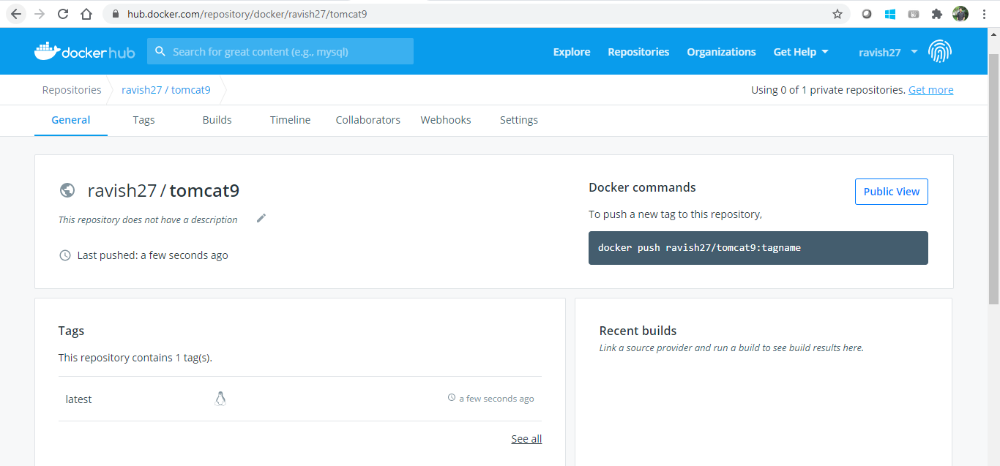 hub.docker.com/repository/docker/ravish27/tomcat9
dockerhub
Search for great content (e.g., mysql)
Explore Repositories Organizations Get Help ravish27
Repositories ravish27 / tomcat9 Using 0 of 1 private repositories. Get more
General Tags Builds Timeline Collaborators Webhooks Settings
ravish27 / tomcat9
This repository does not have a description
Last pushed: a few seconds ago
Docker commands
Public View
To push a new tag to this repository,
docker push ravish27/tomcat9:tagname
Tags
This repository contains 1 tag(s).
latest a few seconds ago
See all
Recent builds
Link a source provider and run a build to see build results here.